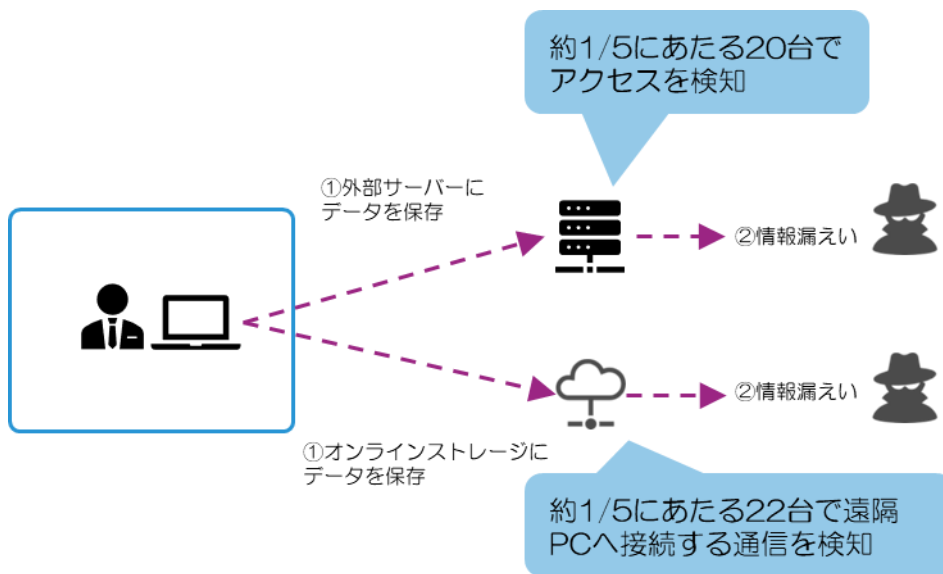 約1/5にあたる20台で
アクセスを検知
①外部サーバーに
データを保存
②情報漏えい
②情報漏えい
①オンラインストレージに
データを保存
約1/5にあたる22台で遠隔
PCへ接続する通信を検知